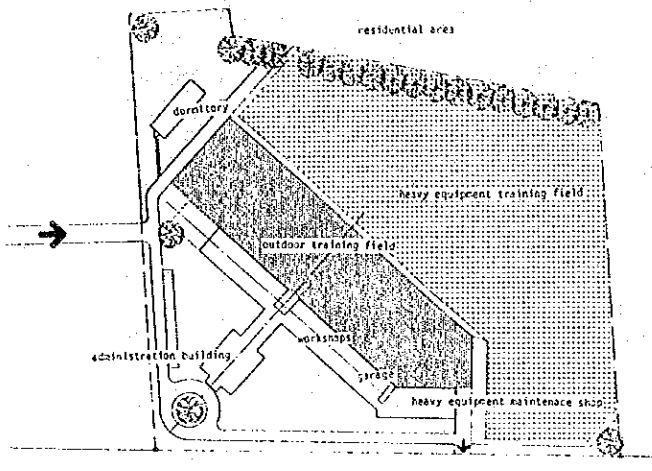 residential area
dormitory
heavy equipment training field
outdoor training field
workshops
administration building
garage
heavy equipment maintenace shop